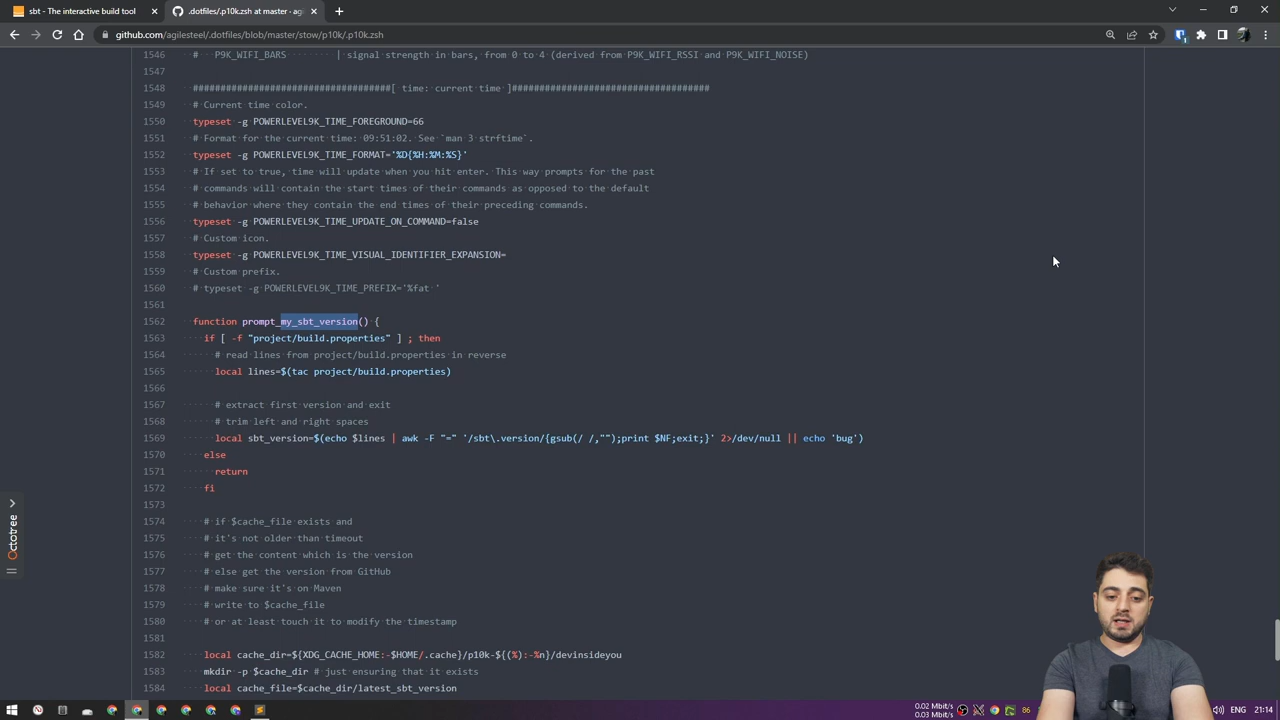 sbt - The interactive build tool
.dotfiles/.p10k.zsh at master · agi
github.com/agilesteel/.dotfiles/blob/master/stow/p10k/.p10k.zsh
1546 # P9K_WIFI_BARS | signal strength in bars, from 0 to 4 (derived from P9K_WIFI_RSSI and P9K_WIFI_NOISE)
1547
1548 ####################################[ time: current time ]####################################
1549 # Current time color.
1550 typeset -g POWERLEVEL9K_TIME_FOREGROUND=66
1551 # Format for the current time: 09:51:02. See `man 3 strftime`.
1552 typeset -g POWERLEVEL9K_TIME_FORMAT='%D{%H:%M:%S}'
1553 # If set to true, time will update when you hit enter. This way prompts for the past
1554 # commands will contain the start times of their commands as opposed to the default
1555 # behavior where they contain the end times of their preceding commands.
1556 typeset -g POWERLEVEL9K_TIME_UPDATE_ON_COMMAND=false
1557 # Custom icon.
1558 typeset -g POWERLEVEL9K_TIME_VISUAL_IDENTIFIER_EXPANSION=
1559 # Custom prefix.
1560 # typeset -g POWERLEVEL9K_TIME_PREFIX='%fat '
1561
1562 function prompt_my_sbt_version() {
1563 if [ -f "project/build.properties" ] ; then
1564 # read lines from project/build.properties in reverse
1565 local lines=$(tac project/build.properties)
1566
1567 # extract first version and exit
1568 # trim left and right spaces
1569 local sbt_version=$(echo $lines | awk -F "=" '/sbt\.version/{gsub(/ /,"");print $NF;exit;}' 2>/dev/null || echo 'bug')
1570 else
1571 return
1572 fi
1573
1574 # if $cache_file exists and
1575 # it's not older than timeout
1576 # get the content which is the version
1577 # else get the version from GitHub
1578 # make sure it's on Maven
1579 # write to $cache_file
1580 # or at least touch it to modify the timestamp
1581
1582 local cache_dir=${XDG_CACHE_HOME:-$HOME/.cache}/p10k-${(%):-%n}/devinsideyou
1583 mkdir -p $cache_dir # just ensuring that it exists
1584 local cache_file=$cache_dir/latest_sbt_version
Octotree
0.02 Mbit/s
0.03 Mbit/s
86
ENG
21:14